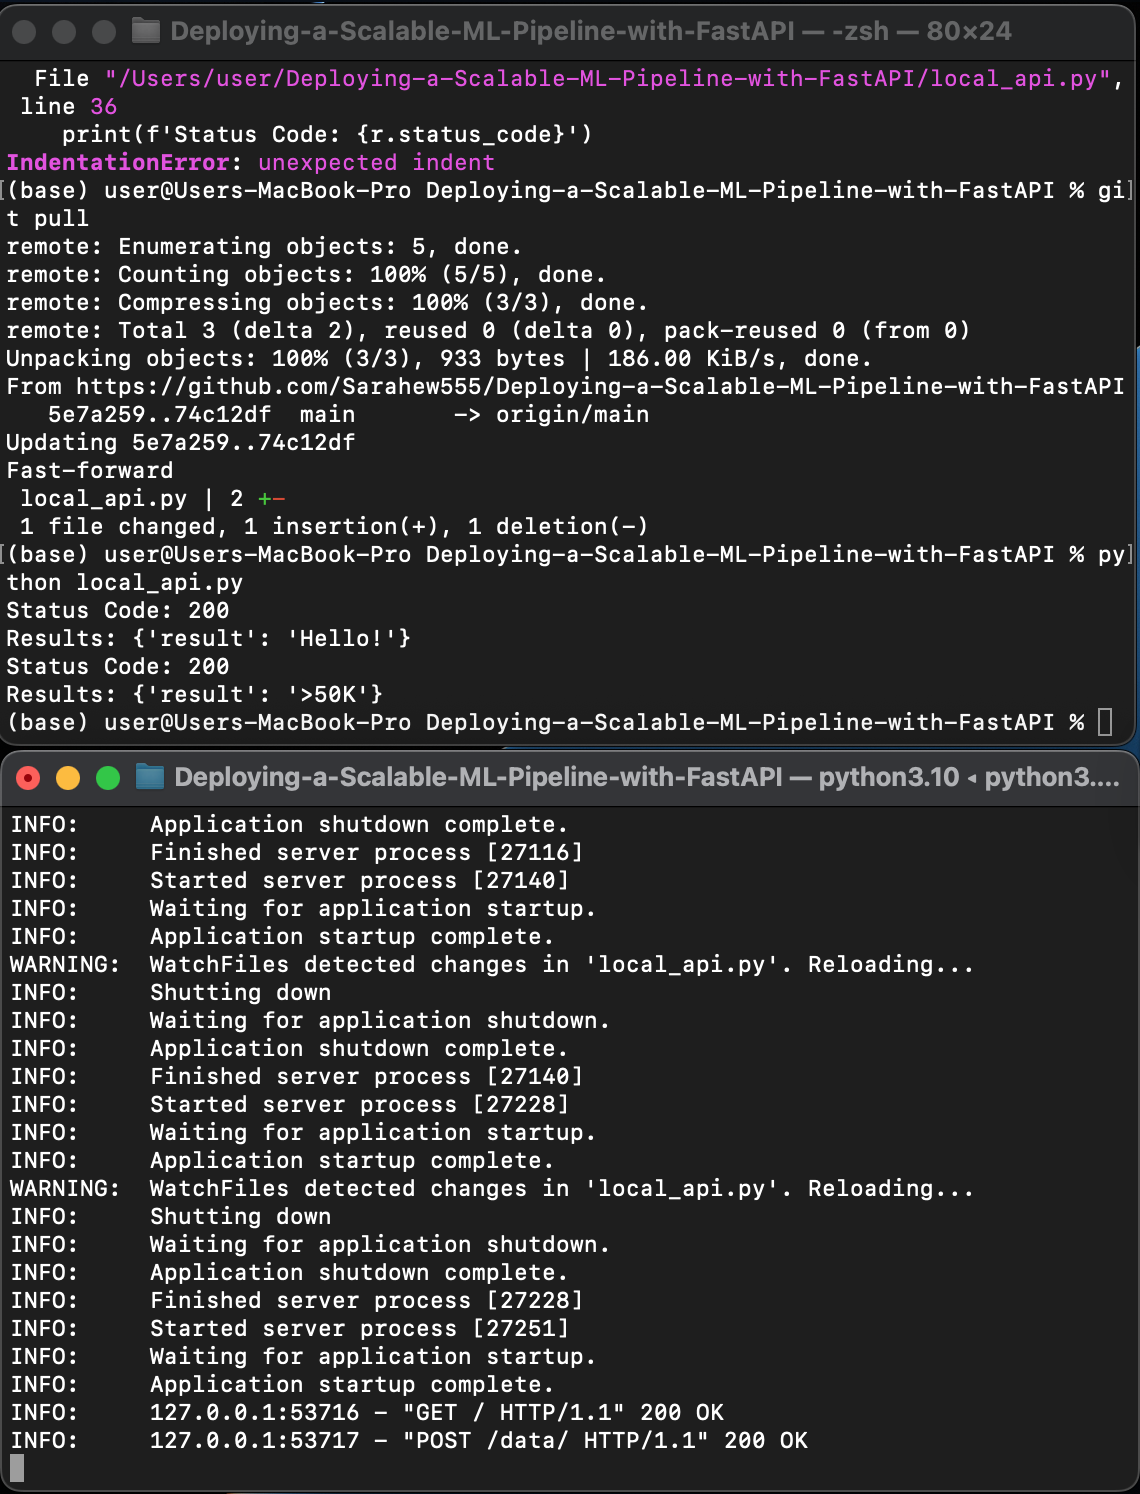 Deploying-a-Scalable-ML-Pipeline-with-FastAPI — -zsh — 80×24
  File "/Users/user/Deploying-a-Scalable-ML-Pipeline-with-FastAPI/local_api.py",
 line 36
    print(f'Status Code: {r.status_code}')
IndentationError: unexpected indent
[(base) user@Users-MacBook-Pro Deploying-a-Scalable-ML-Pipeline-with-FastAPI % gi]
t pull
remote: Enumerating objects: 5, done.
remote: Counting objects: 100% (5/5), done.
remote: Compressing objects: 100% (3/3), done.
remote: Total 3 (delta 2), reused 0 (delta 0), pack-reused 0 (from 0)
Unpacking objects: 100% (3/3), 933 bytes | 186.00 KiB/s, done.
From https://github.com/Sarahew555/Deploying-a-Scalable-ML-Pipeline-with-FastAPI
   5e7a259..74c12df  main       -> origin/main
Updating 5e7a259..74c12df
Fast-forward
 local_api.py | 2 +-
 1 file changed, 1 insertion(+), 1 deletion(-)
[(base) user@Users-MacBook-Pro Deploying-a-Scalable-ML-Pipeline-with-FastAPI % py]
thon local_api.py
Status Code: 200
Results: {'result': 'Hello!'}
Status Code: 200
Results: {'result': '>50K'}
(base) user@Users-MacBook-Pro Deploying-a-Scalable-ML-Pipeline-with-FastAPI %
Deploying-a-Scalable-ML-Pipeline-with-FastAPI — python3.10 ◂ python3....
INFO:     Application shutdown complete.
INFO:     Finished server process [27116]
INFO:     Started server process [27140]
INFO:     Waiting for application startup.
INFO:     Application startup complete.
WARNING:  WatchFiles detected changes in 'local_api.py'. Reloading...
INFO:     Shutting down
INFO:     Waiting for application shutdown.
INFO:     Application shutdown complete.
INFO:     Finished server process [27140]
INFO:     Started server process [27228]
INFO:     Waiting for application startup.
INFO:     Application startup complete.
WARNING:  WatchFiles detected changes in 'local_api.py'. Reloading...
INFO:     Shutting down
INFO:     Waiting for application shutdown.
INFO:     Application shutdown complete.
INFO:     Finished server process [27228]
INFO:     Started server process [27251]
INFO:     Waiting for application startup.
INFO:     Application startup complete.
INFO:     127.0.0.1:53716 - "GET / HTTP/1.1" 200 OK
INFO:     127.0.0.1:53717 - "POST /data/ HTTP/1.1" 200 OK